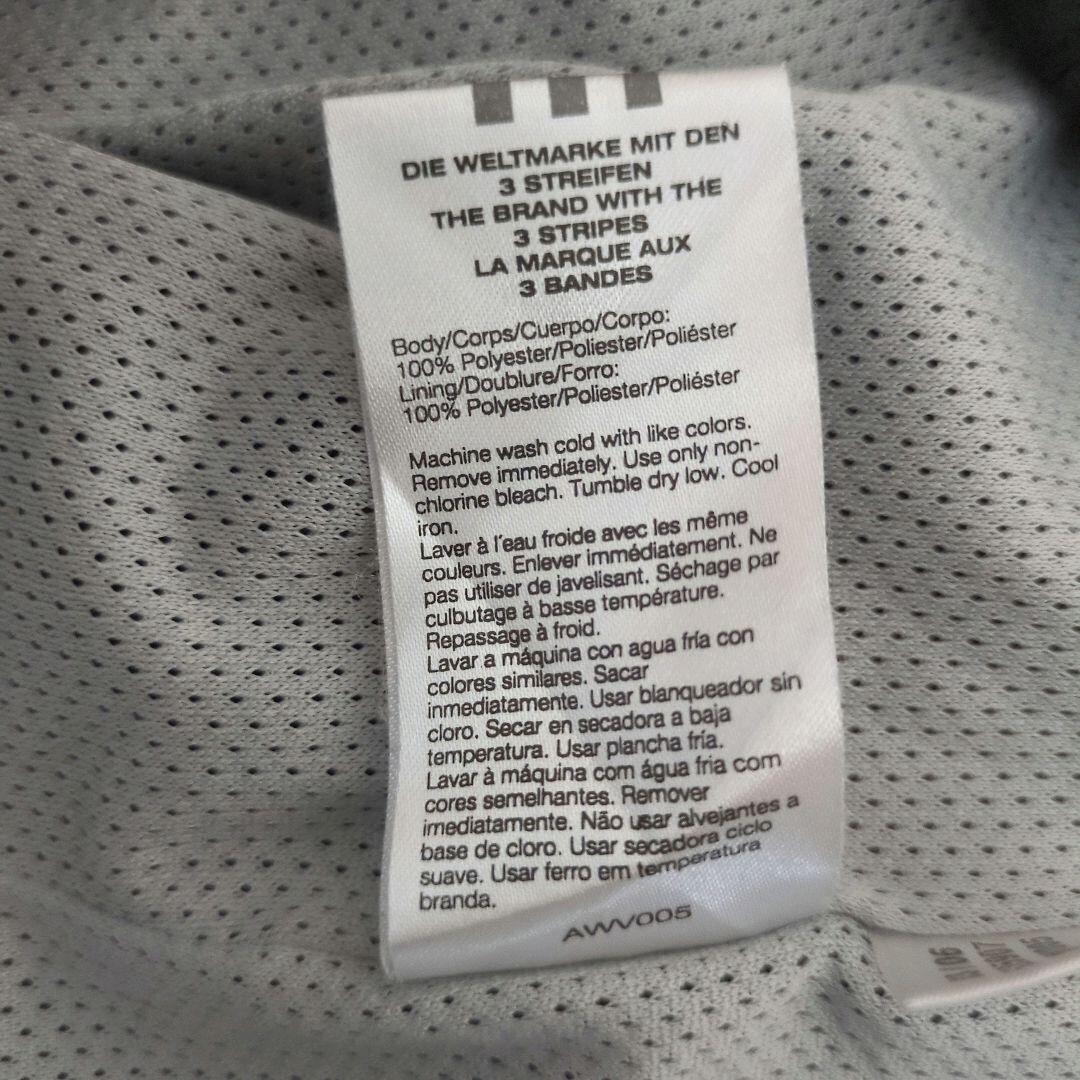 DIE WELTMARKE MIT DEN
3 STREIFEN
THE BRAND WITH THE
3 STRIPES
LA MARQUE AUX
3 BANDES
Body/Corps/Cuerpo/Corpo:
100% Polyester/Poliester/Poliéster
Lining/Doublure/Forro:
100% Polyester/Poliester/Poliéster
Machine wash cold with like colors.
Remove immediately. Use only non-
chlorine bleach. Tumble dry low. Cool
iron.
Laver à l'eau froide avec les même
couleurs. Enlever immédiatement. Ne
pas utiliser de javelisant. Séchage par
culbutage à basse température.
Repassage à froid.
Lavar a máquina con agua fría con
colores similares. Sacar
inmediatamente. Usar blanqueador sin
cloro. Secar en secadora a baja
temperatura. Usar plancha fría.
Lavar à máquina com água fria com
cores semelhantes. Remover
imediatamente. Não usar alvejantes a
base de cloro. Usar secadora ciclo
suave. Usar ferro em temperatura
branda.
AWV005